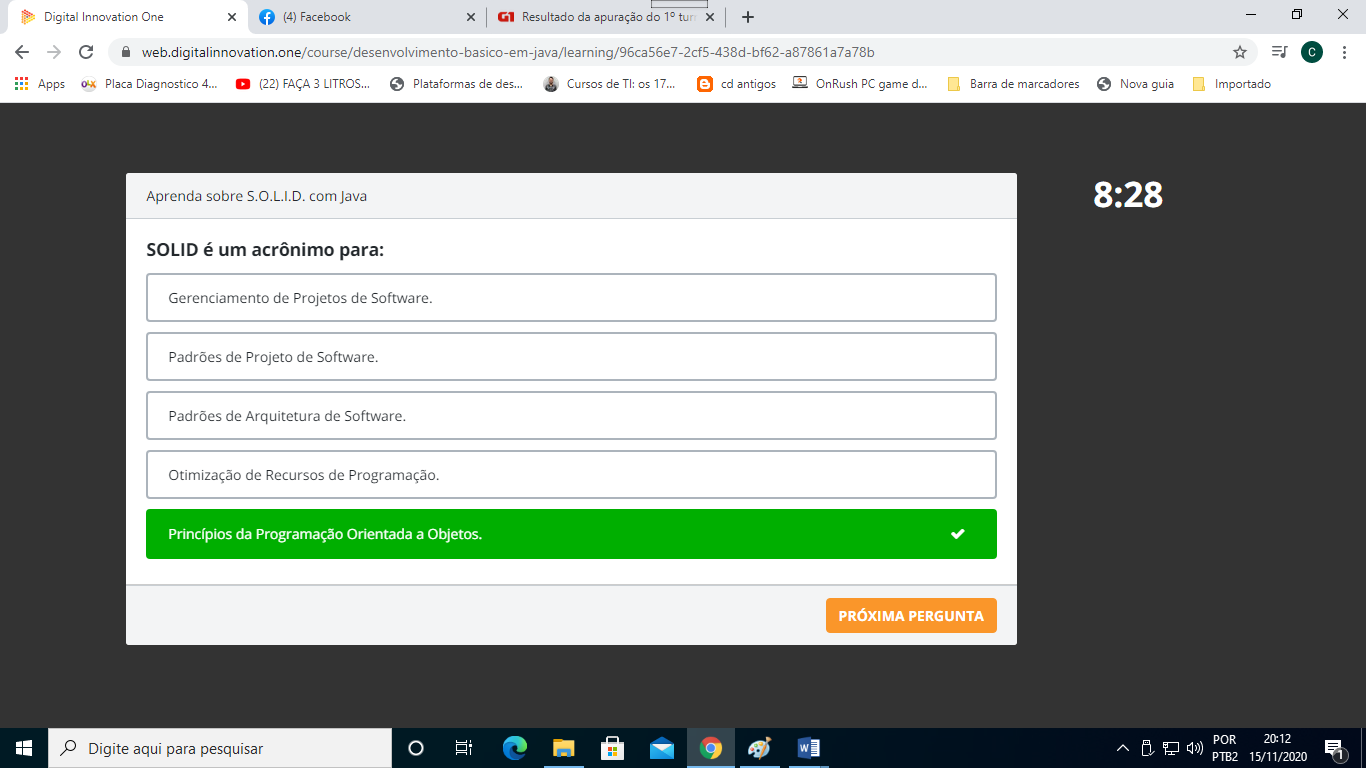 Digital Innovation One
(4) Facebook
Resultado da apuração do 1º tur
web.digitalinnovation.one/course/desenvolvimento-basico-em-java/learning/96ca56e7-2cf5-438d-bf62-a87861a7a78b
C
Apps
OLX
Placa Diagnostico 4...
(22) FAÇA 3 LITROS...
Plataformas de des...
Cursos de TI: os 17...
cd antigos
OnRush PC game d...
Barra de marcadores
Nova guia
Importado
Aprenda sobre S.O.L.I.D. com Java
8:28
SOLID é um acrônimo para:
Gerenciamento de Projetos de Software.
Padrões de Projeto de Software.
Padrões de Arquitetura de Software.
Otimização de Recursos de Programação.
Princípios da Programação Orientada a Objetos.
PRÓXIMA PERGUNTA
Digite aqui para pesquisar
POR
PTB2
20:12
15/11/2020
1